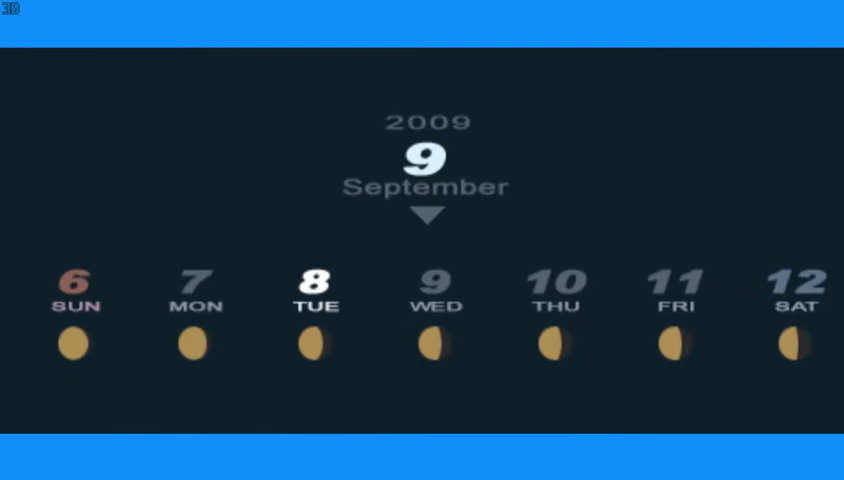 30
2009
9
September
6 7 8 9 10 11 12
SUN MON TUE WED THU FRI SAT